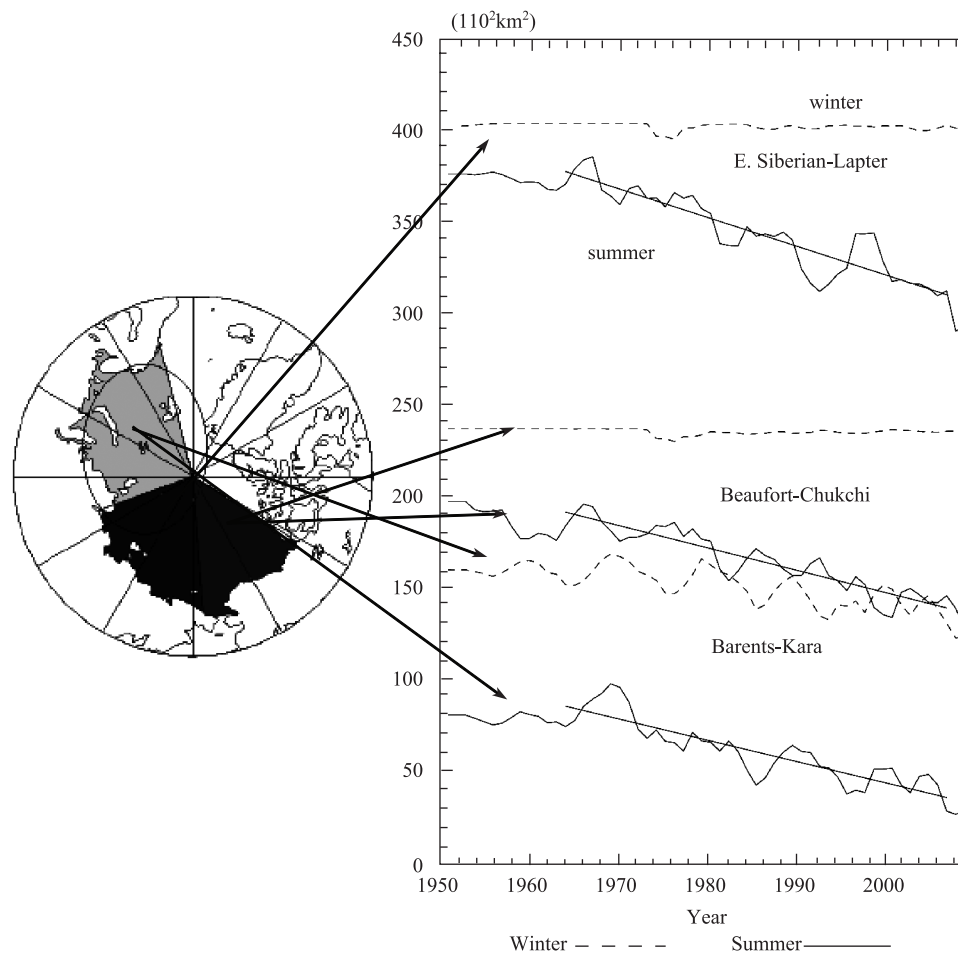 (110²km²)
450
400
350
300
250
200
150
100
50
0
winter
E. Siberian-Lapter
summer
Beaufort-Chukchi
Barents-Kara
1950 1960 1970 1980 1990 2000
Year
Winter Summer